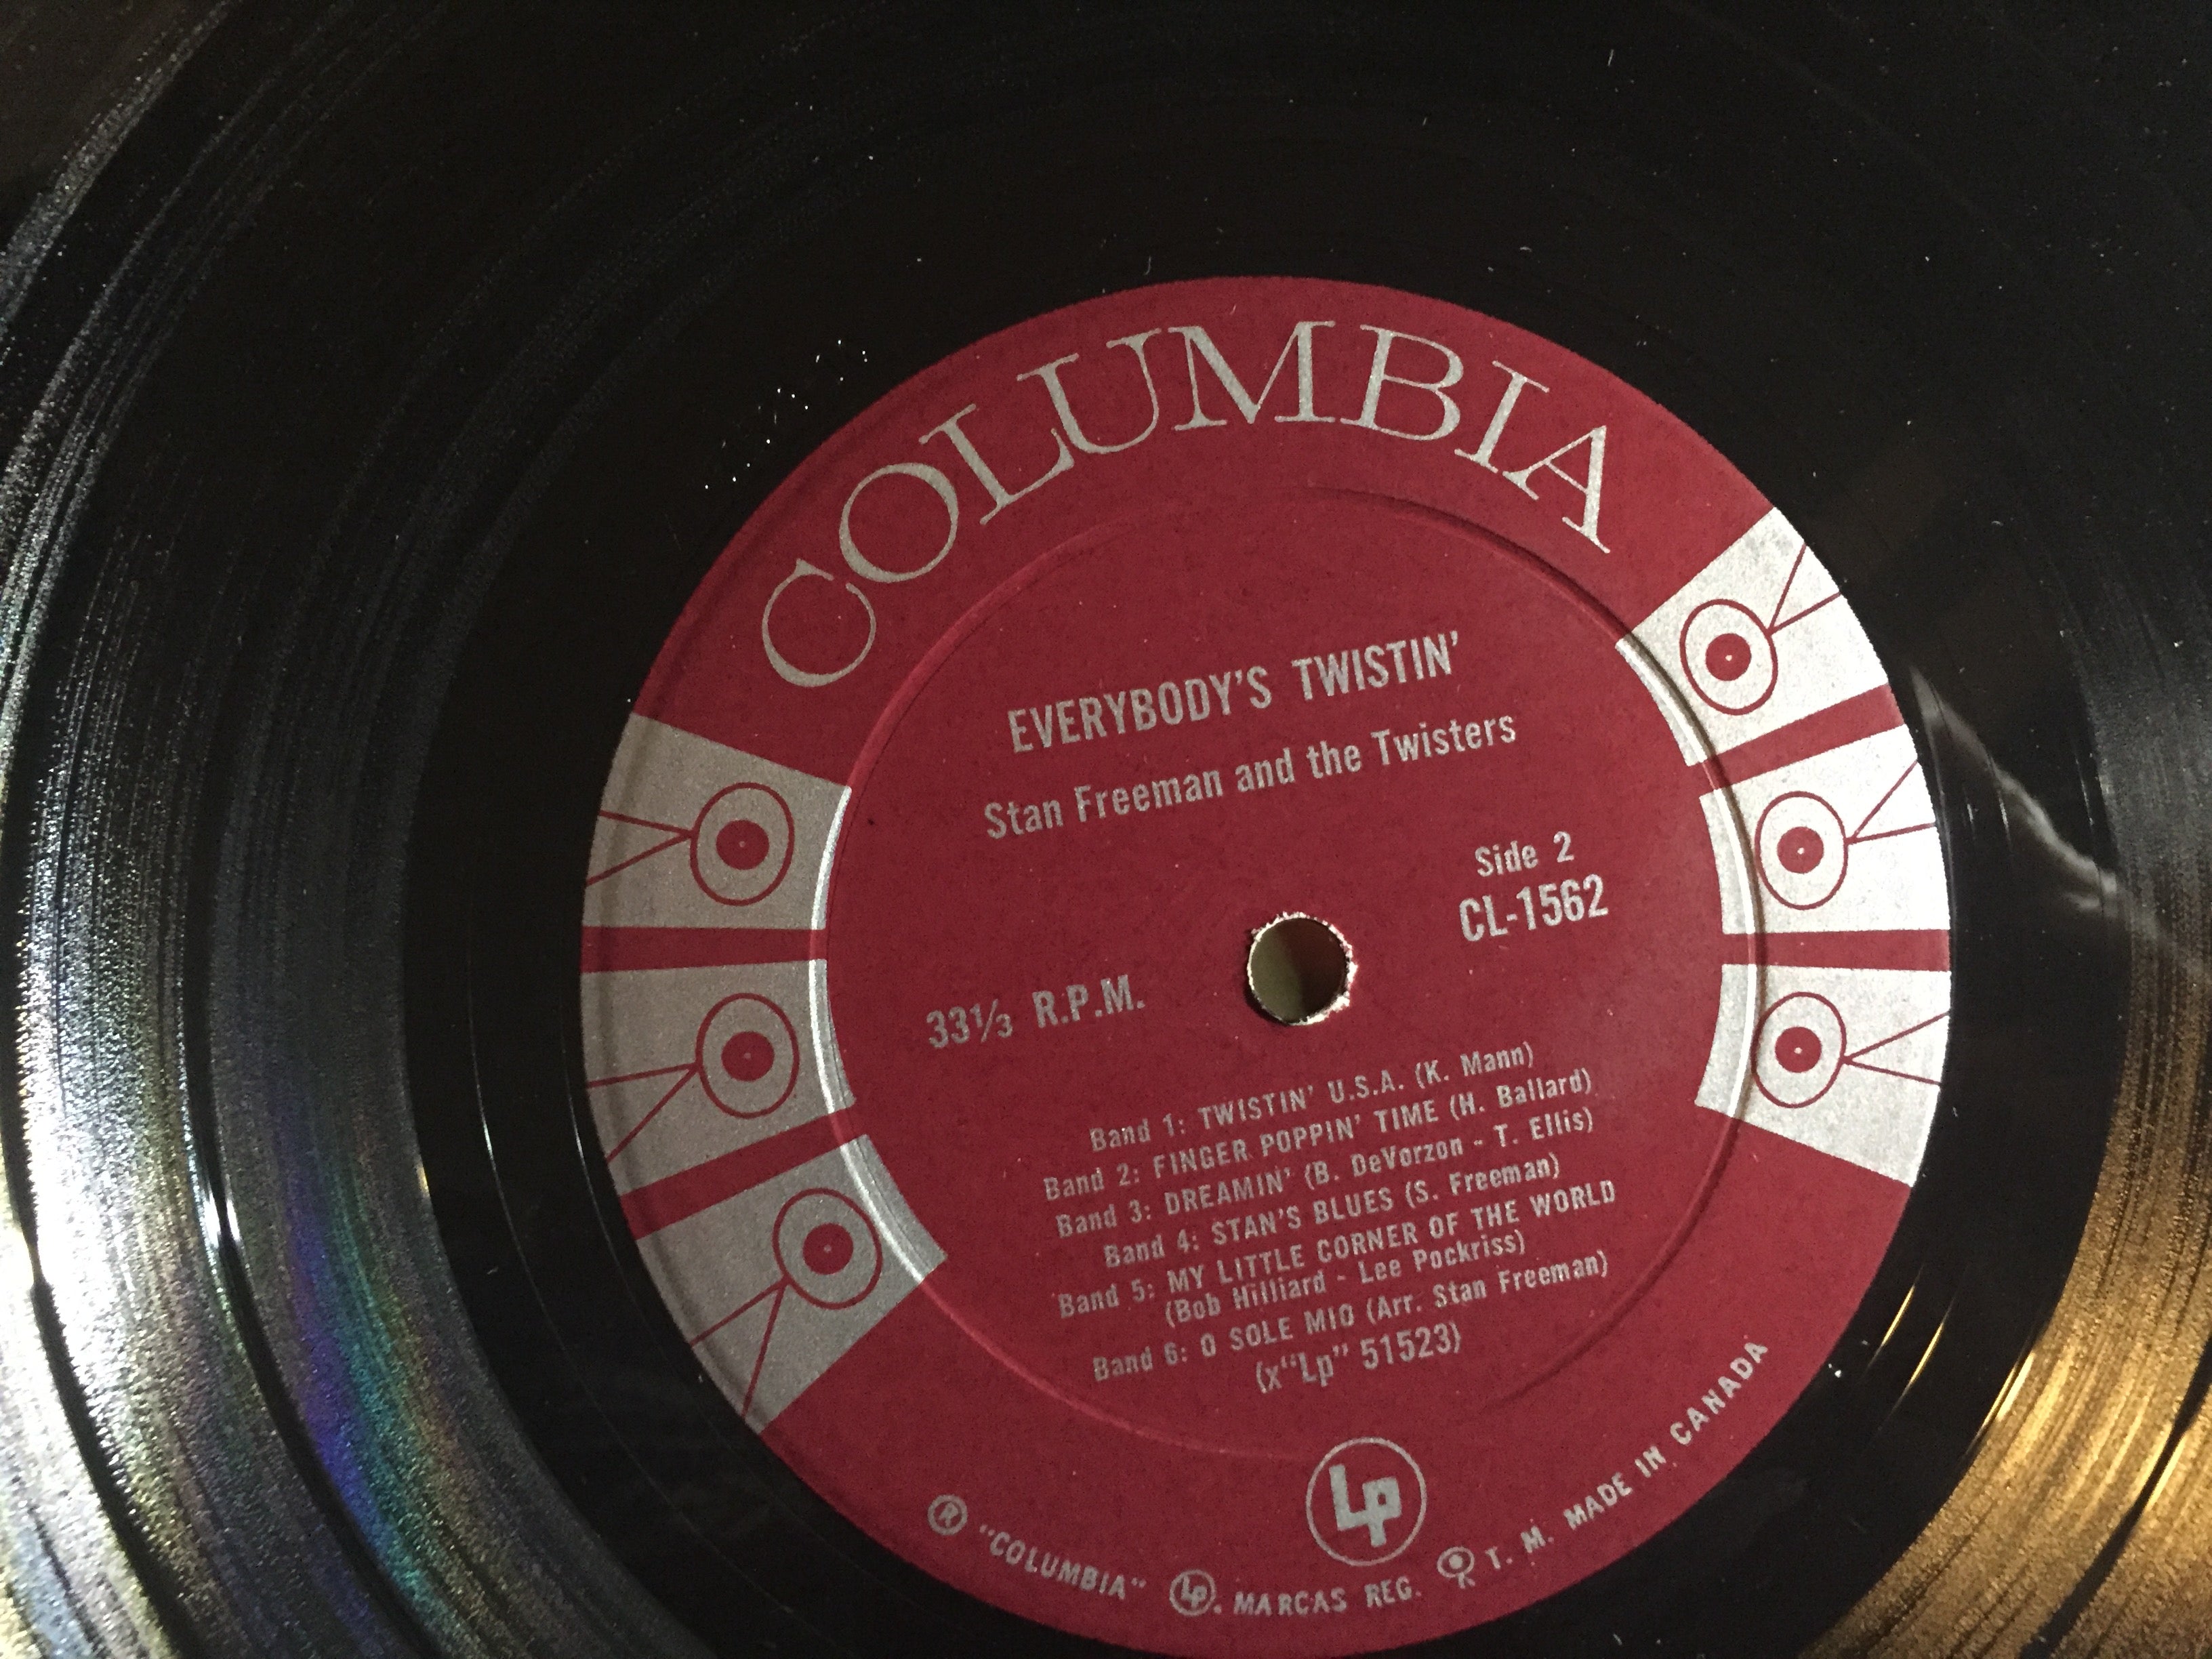 COLUMBIA
EVERYBODY'S TWISTIN'
Stan Freeman and the Twisters
Side 2
CL-1562
33⅓ R.P.M.
Band 1: TWISTIN' U.S.A. (K. Mann)
Band 2: FINGER POPPIN' TIME (H. Ballard)
Band 3: DREAMIN' (B. DeVorzon - T. Ellis)
Band 4: STAN'S BLUES (S. Freeman)
Band 5: MY LITTLE CORNER OF THE WORLD
(Bob Hilliard - Lee Pockriss)
Band 6: O SOLE MIO (Arr. Stan Freeman)
(x"Lp" 51523)
Lp
® "COLUMBIA" Lp. MARCAS REG. T. M. MADE IN CANADA